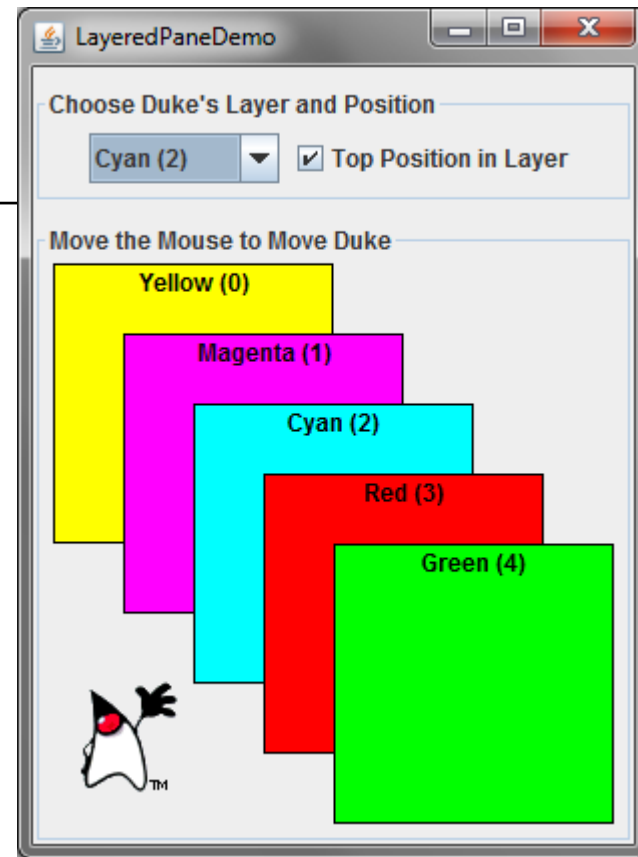 LayeredPaneDemo
Choose Duke's Layer and Position
Cyan (2)
Top Position in Layer
Move the Mouse to Move Duke
Yellow (0)
Magenta (1)
Cyan (2)
Red (3)
Green (4)
TM